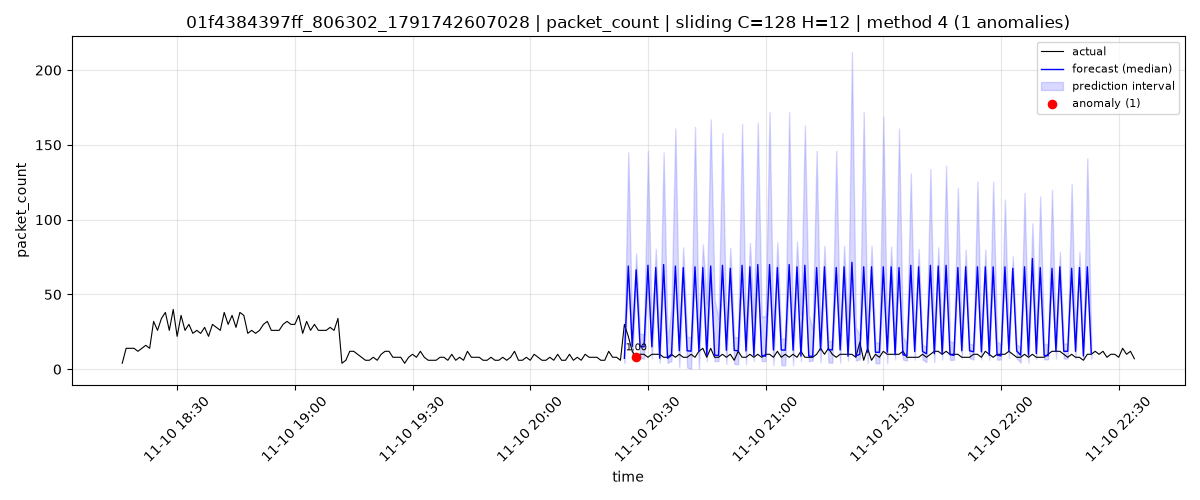 01f4384397ff_806302_1791742607028 | packet_count | sliding C=128 H=12 | method 4 (1 anomalies)
actual
forecast (median)
prediction interval
anomaly (1)
packet_count
200
150
100
50
0
1.00
11-10 18:30
11-10 19:00
11-10 19:30
11-10 20:00
11-10 20:30
11-10 21:00
11-10 21:30
11-10 22:00
11-10 22:30
time